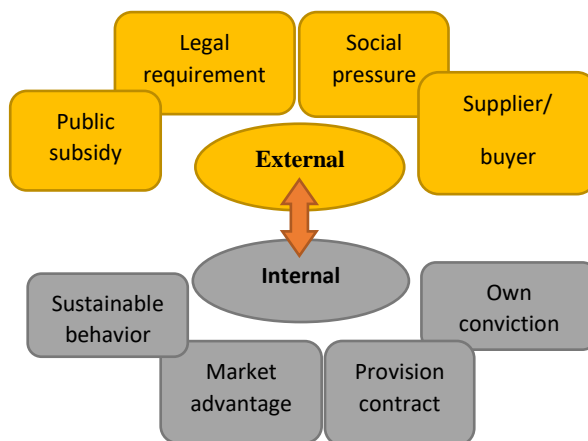 Legal
requirement
Social
pressure
Public
subsidy
Supplier/
buyer
External
Internal
Sustainable
behavior
Own
conviction
Market
advantage
Provision
contract